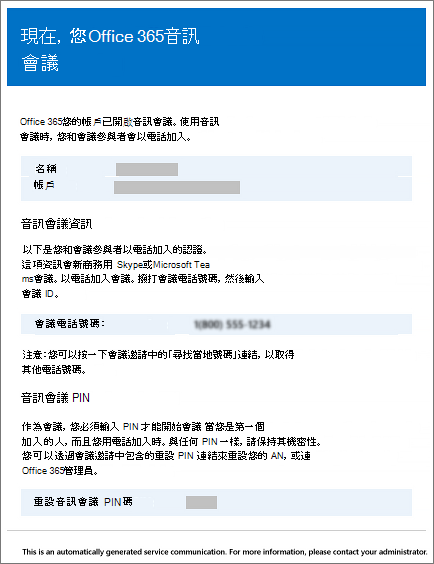 現在，您Office 365音訊
會議
Office 365您的帳戶已開啟音訊會議。使用音訊
會議時，您和會議參與者會以電話加入。
名稱
帳戶
音訊會議資訊
以下是您和會議參與者以電話加入的認證。
這項資訊會新商務用 Skype或Microsoft Tea
ms會議。以電話加入會議。撥打會議電話號碼，然後輸入
會議 ID。
會議電話號碼： 1(800) 555-1234
注意：您可以按一下會議邀請中的「尋找當地號碼」連結，以取得
其他電話號碼。
音訊會議 PIN
作為會議，您必須輸入 PIN 才能開始會議 當您是第一個
加入的人，而且您用電話加入時。與任何 PIN 一樣，請保持其機密性。
您可以透過會議邀請中包含的重設 PIN 連結來重設您的 AN，或連
Office 365管理員。
重設音訊會議 PIN碼
This is an automatically generated service communication. For more information, please contact your administrator.